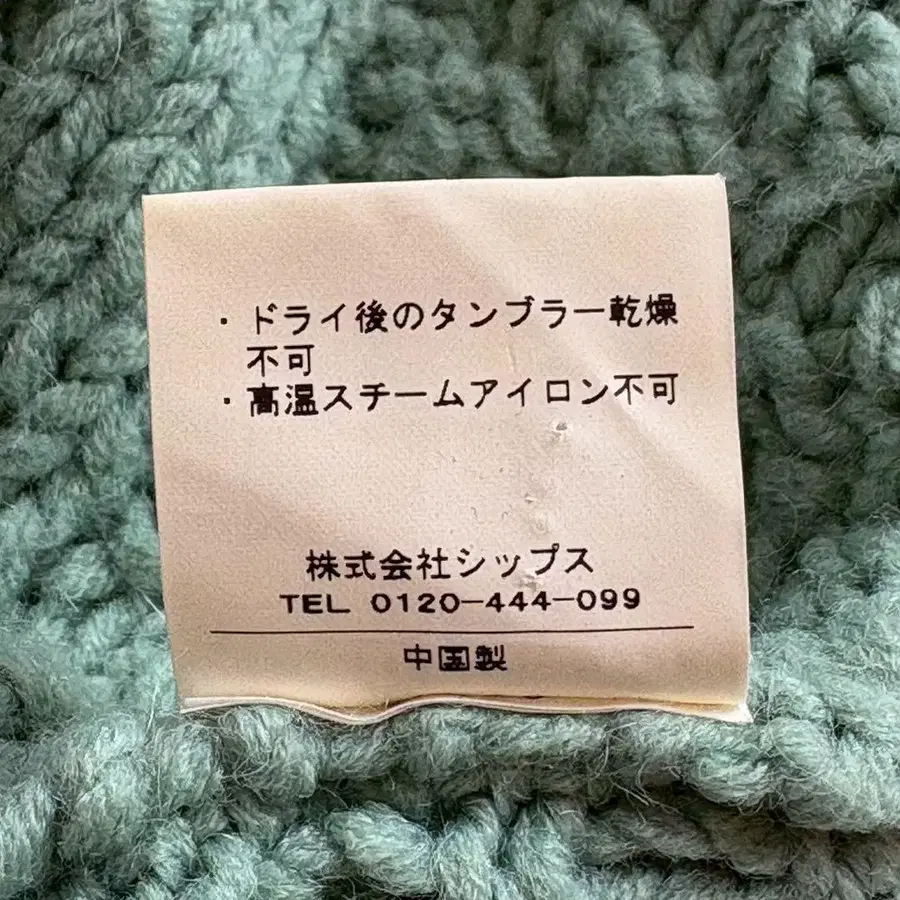 ・ドライ後のタンブラー乾燥
不可
・高温スチームアイロン不可
株式会社シップス
TEL 0120-444-099
中国製